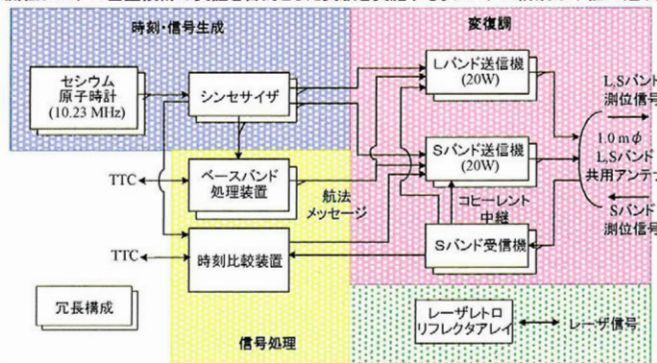 時刻・信号生成
変復調
セシウム
原子時計
(10.23 MHz)
シンセサイザ
Lバンド送信機
(20W)
L,Sバンド
測位信号
Sバンド送信機
(20W)
1.0mφ
L,Sバンド
共用アンテナ
TTC
ベースバンド
処理装置
航法
メッセージ
コヒーレント
中継
Sバンド
測位信号
TTC
時刻比較装置
Sバンド受信機
冗長構成
信号処理
レーザレトロ
リフレクタアレイ
レーザ信号